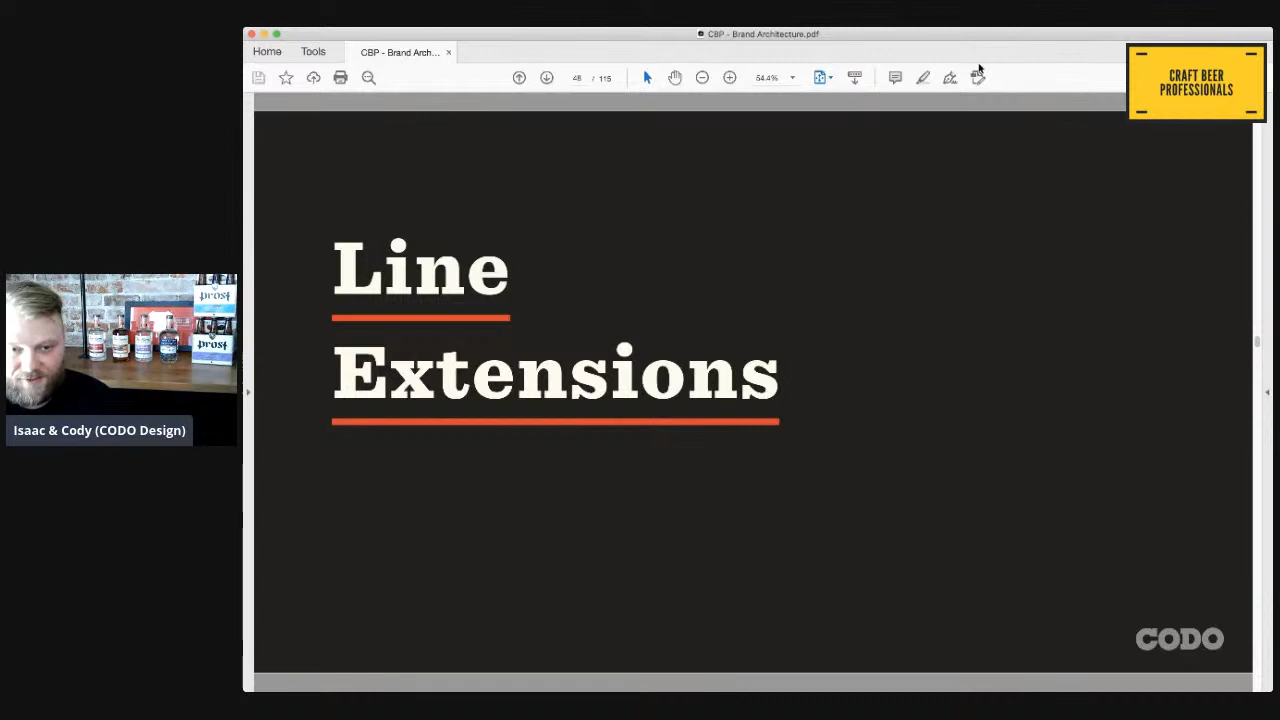 CBP - Brand Architecture.pdf
Home
Tools
CBP - Brand Arch...
48 / 115
54.4%
CRAFT BEER
PROFESSIONALS
Line
Extensions
prost
prost
Isaac & Cody (CODO Design)
CODO